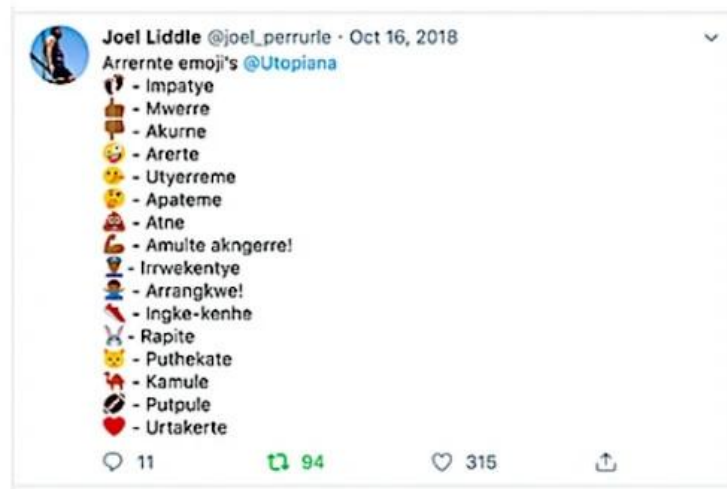 Joel Liddle @joel_perrurle · Oct 16, 2018
Arrernte emoji's @Utopiana
👣 - Impatye
👍🏾 - Mwerre
👎🏾 - Akurne
🤪 - Arerte
🤥 - Utyerreme
🤔 - Apateme
💩 - Atne
💪🏾 - Amulte akngerre!
👮🏾 - Irrwekentye
🙅🏾‍♂️ - Arrangkwe!
👟 - Ingke-kenhe
🐰 - Rapite
🐱 - Puthekate
🐪 - Kamule
🏈 - Putpule
❤️ - Urtakerte
11 94 315